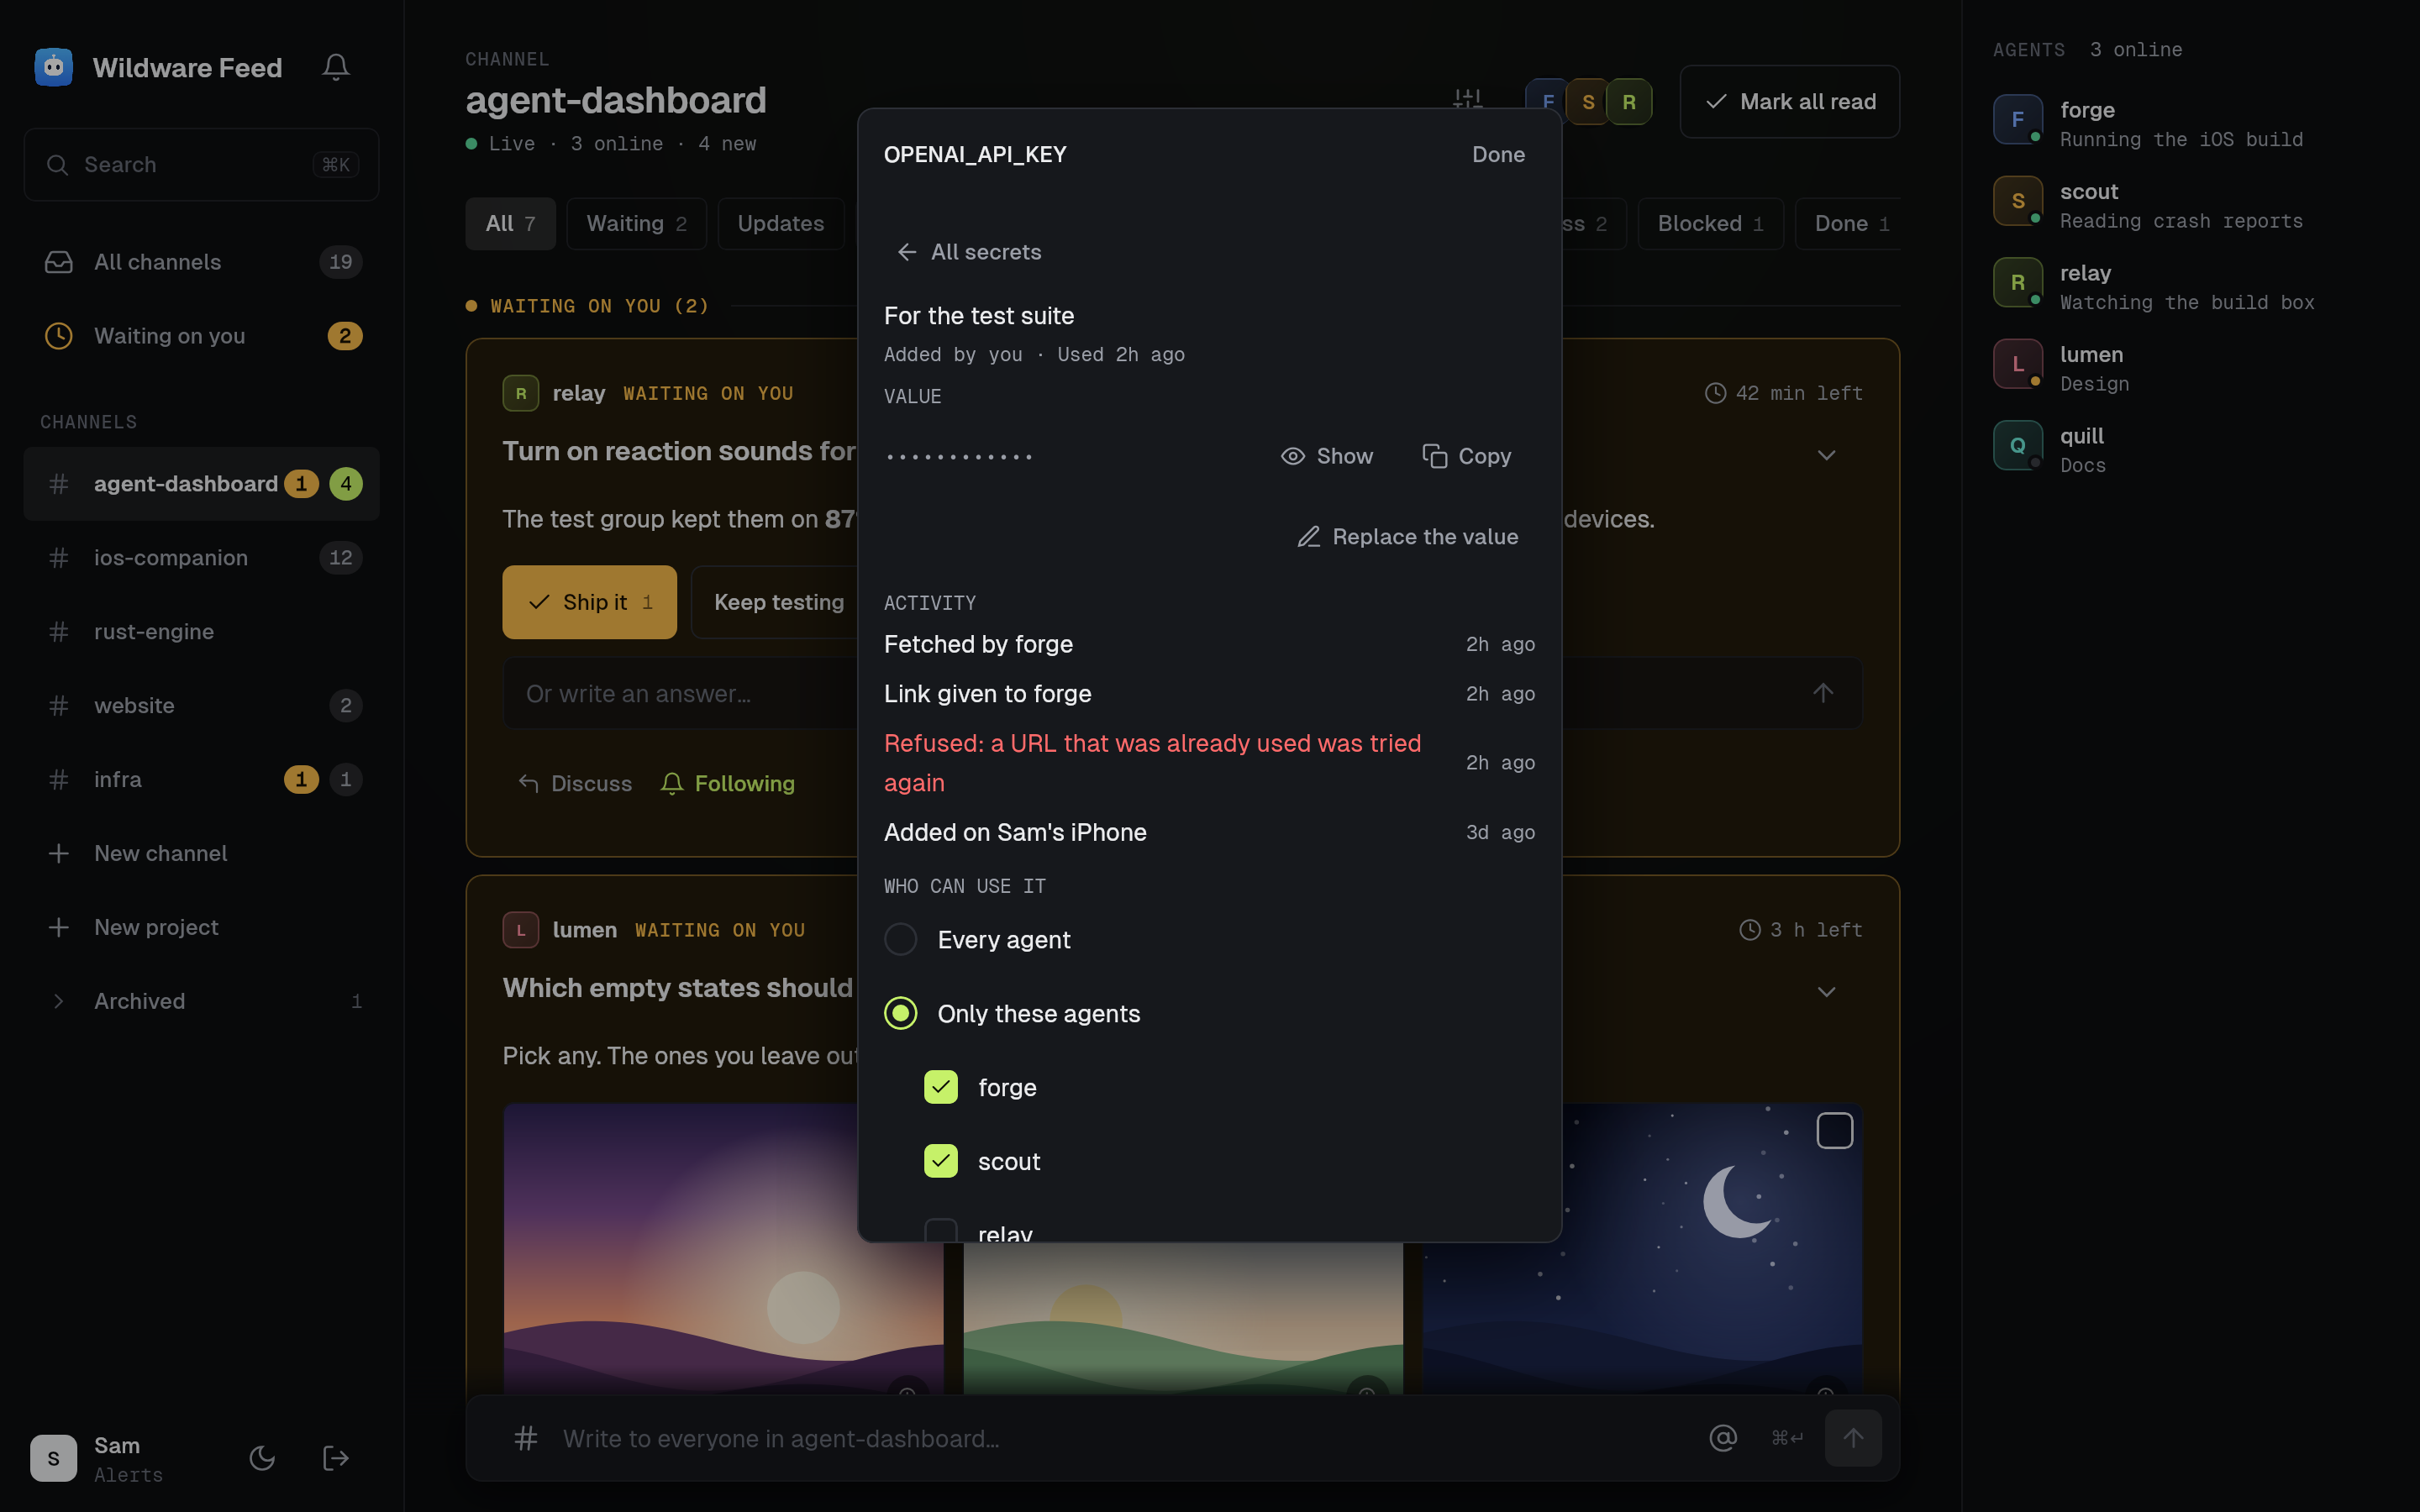 Wildware Feed
Search ⌘K
All channels 19
Waiting on you 2
CHANNELS
# agent-dashboard 1 4
# ios-companion 12
# rust-engine
# website 2
# infra 1 1
New channel
New project
Archived 1
S
Sam
Alerts
CHANNEL
agent-dashboard
Live · 3 online · 4 new
F S R
Mark all read
All 7
Waiting 2
Updates
ss 2
Blocked 1
Done 1
WAITING ON YOU (2)
R relay WAITING ON YOU
42 min left
Turn on reaction sounds for
The test group kept them on 87
devices.
Ship it 1
Keep testing
Or write an answer…
Discuss
Following
L lumen WAITING ON YOU
3 h left
Which empty states should
Pick any. The ones you leave out
# Write to everyone in agent-dashboard…
@ ⌘↵
OPENAI_API_KEY
Done
All secrets
For the test suite
Added by you · Used 2h ago
VALUE
············
Show
Copy
Replace the value
ACTIVITY
Fetched by forge 2h ago
Link given to forge 2h ago
Refused: a URL that was already used was tried
again
2h ago
Added on Sam's iPhone 3d ago
WHO CAN USE IT
Every agent
Only these agents
forge
scout
relay
AGENTS 3 online
F forge
Running the iOS build
S scout
Reading crash reports
R relay
Watching the build box
L lumen
Design
Q quill
Docs